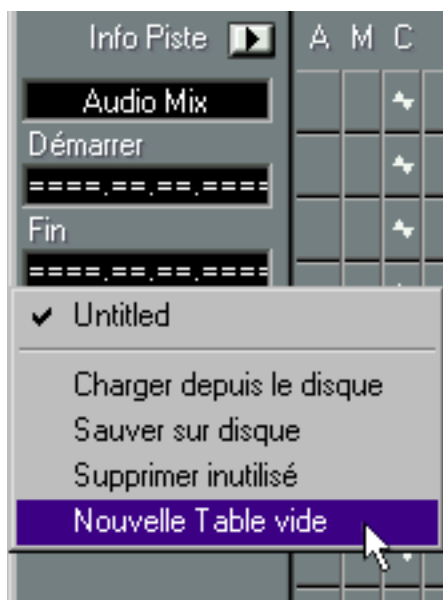 Info Piste A M C
Audio Mix
Démarrer
====.==.==.====
Fin
====.==.==.====
Untitled
Charger depuis le disque
Sauver sur disque
Supprimer inutilisé
Nouvelle Table vide